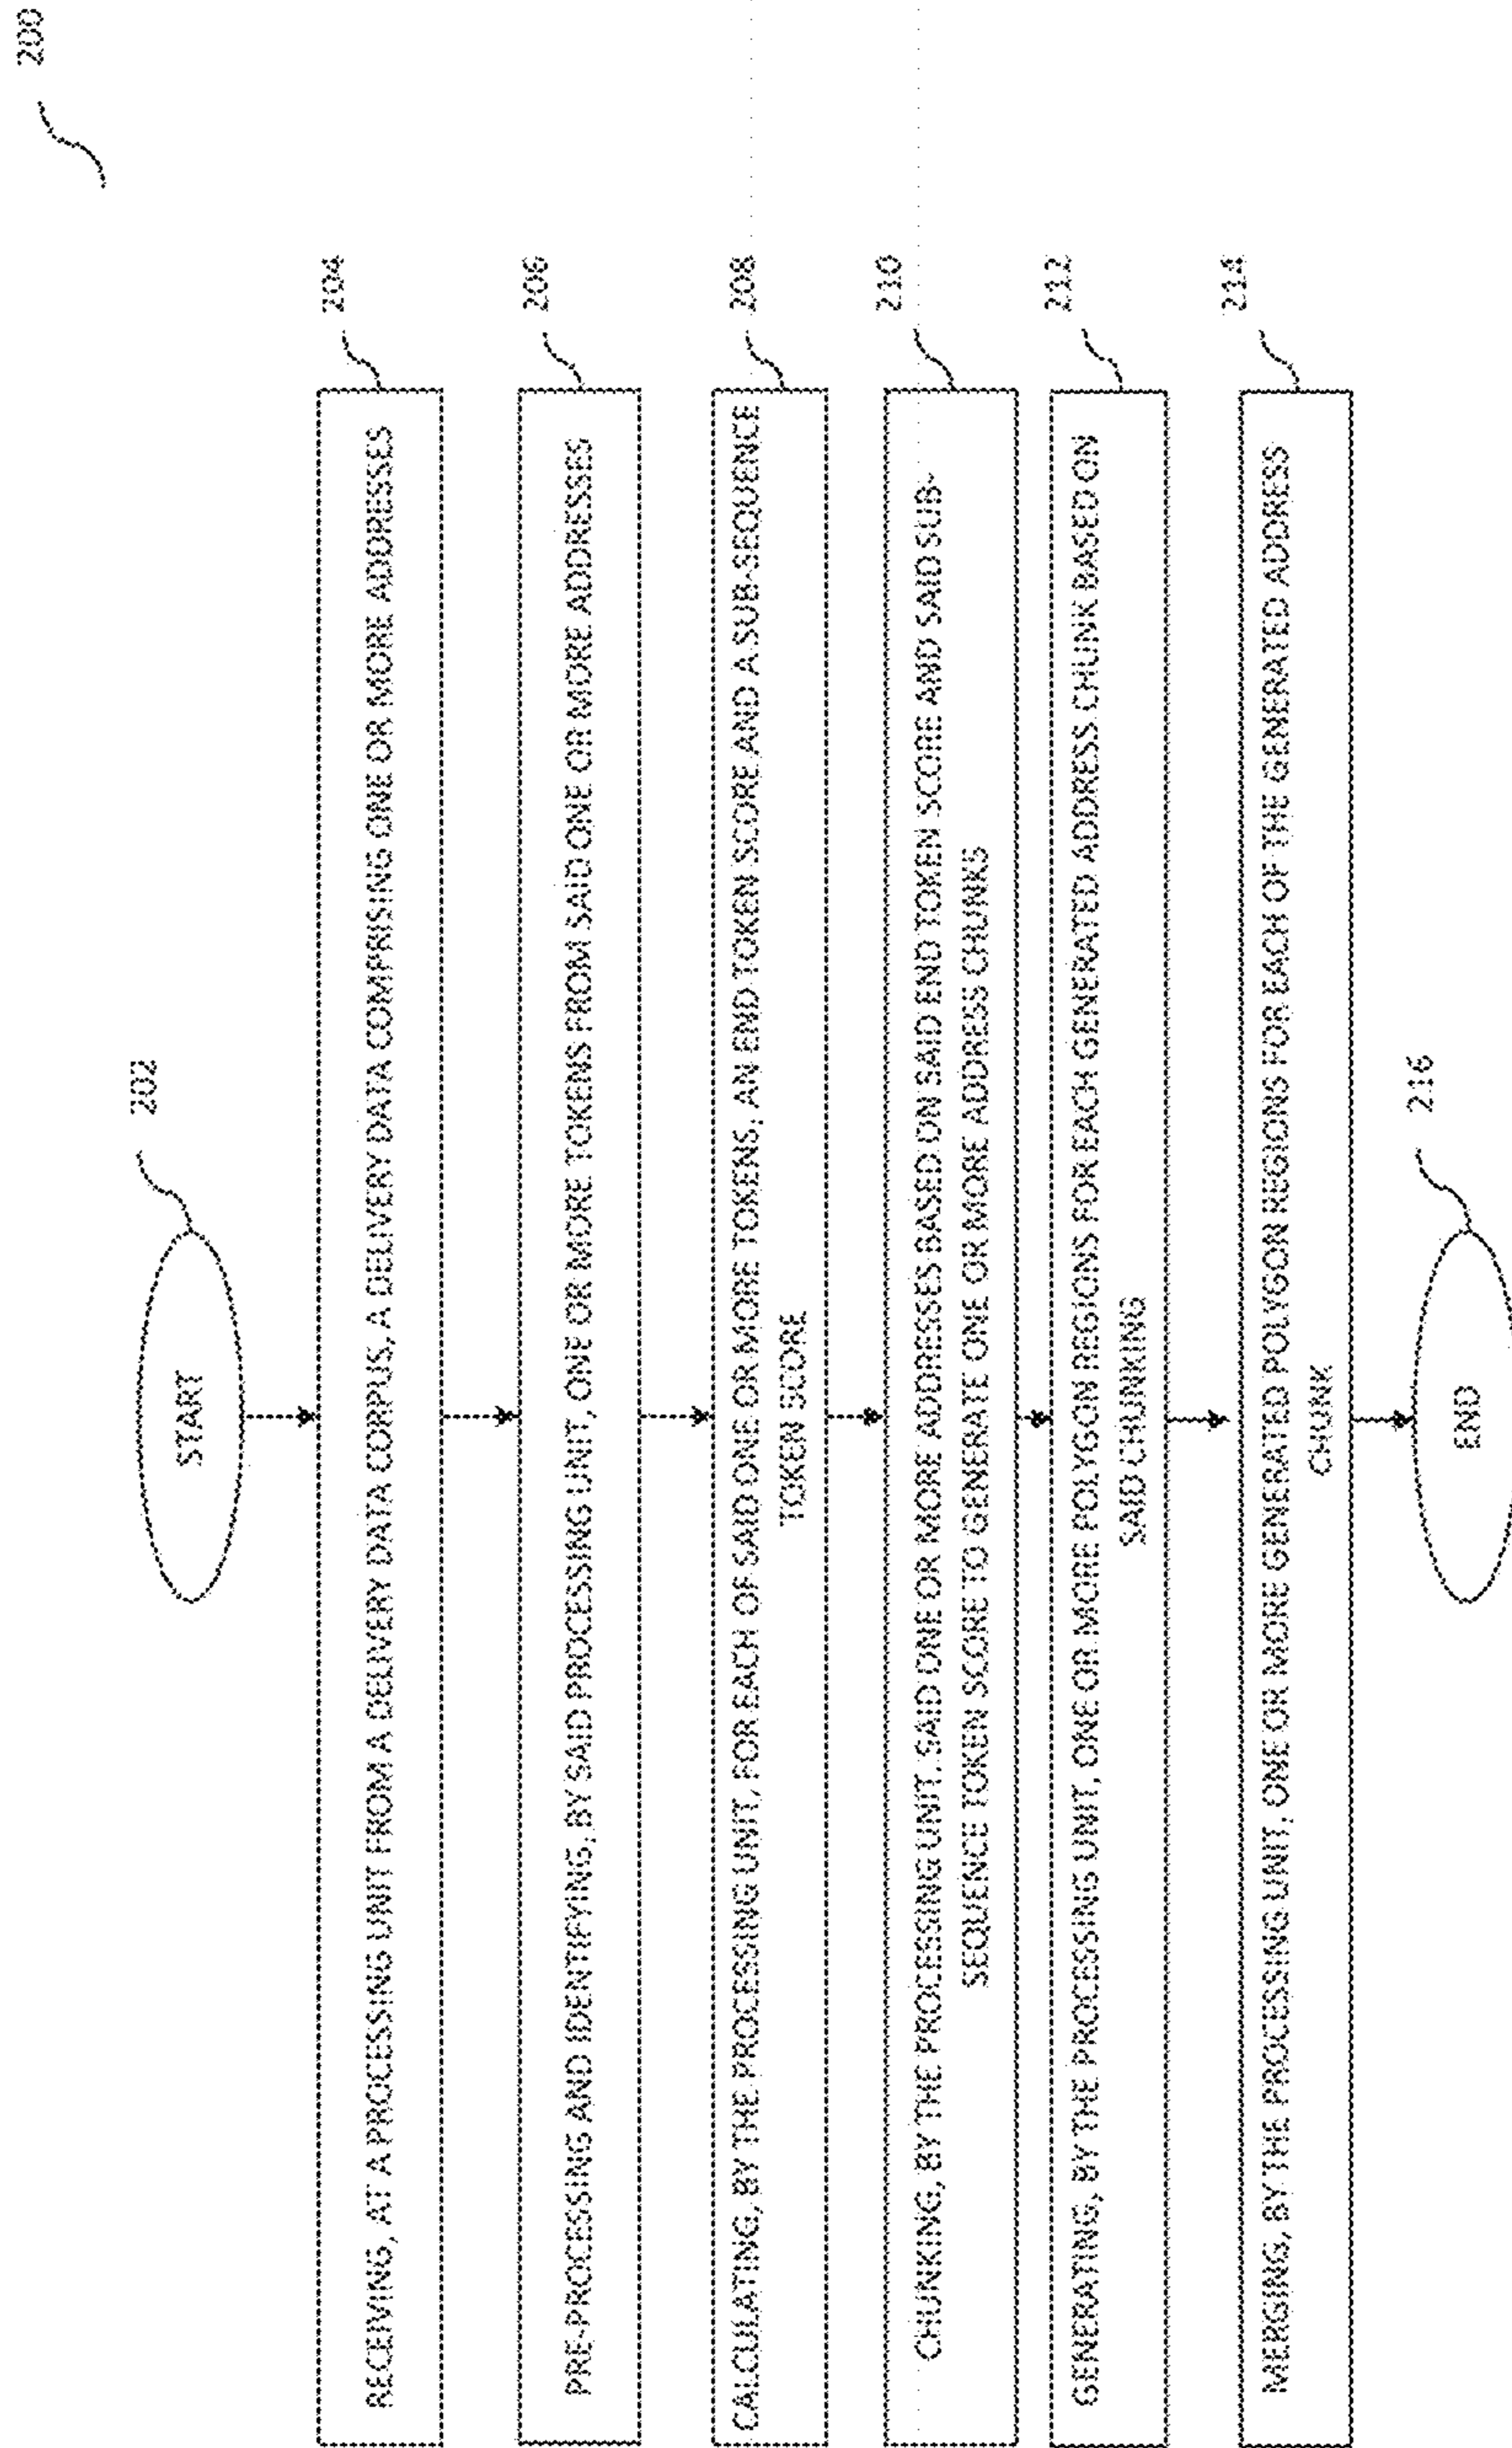 200
202
START
204
RECEIVING, AT A PROCESSING UNIT FROM A DELIVERY DATA CORPUS, A DELIVERY DATA COMPRISING ONE OR MORE ADDRESSES
206
PRE-PROCESSING AND IDENTIFYING, BY SAID PROCESSING UNIT, ONE OR MORE TOKENS FROM SAID ONE OR MORE ADDRESSES
208
CALCULATING, BY THE PROCESSING UNIT, FOR EACH OF SAID ONE OR MORE TOKENS, AN END TOKEN SCORE AND A SUB-SEQUENCE
TOKEN SCORE
210
CHUNKING, BY THE PROCESSING UNIT, SAID ONE OR MORE ADDRESSES BASED ON SAID END TOKEN SCORE AND SAID SUB-
SEQUENCE TOKEN SCORE TO GENERATE ONE OR MORE ADDRESS CHUNKS
212
GENERATING, BY THE PROCESSING UNIT, ONE OR MORE POLYGON REGIONS FOR EACH GENERATED ADDRESS CHUNK BASED ON
SAID CHUNKING
214
MERGING, BY THE PROCESSING UNIT, ONE OR MORE GENERATED POLYGON REGIONS FOR EACH OF THE GENERATED ADDRESS
CHUNK
216
END